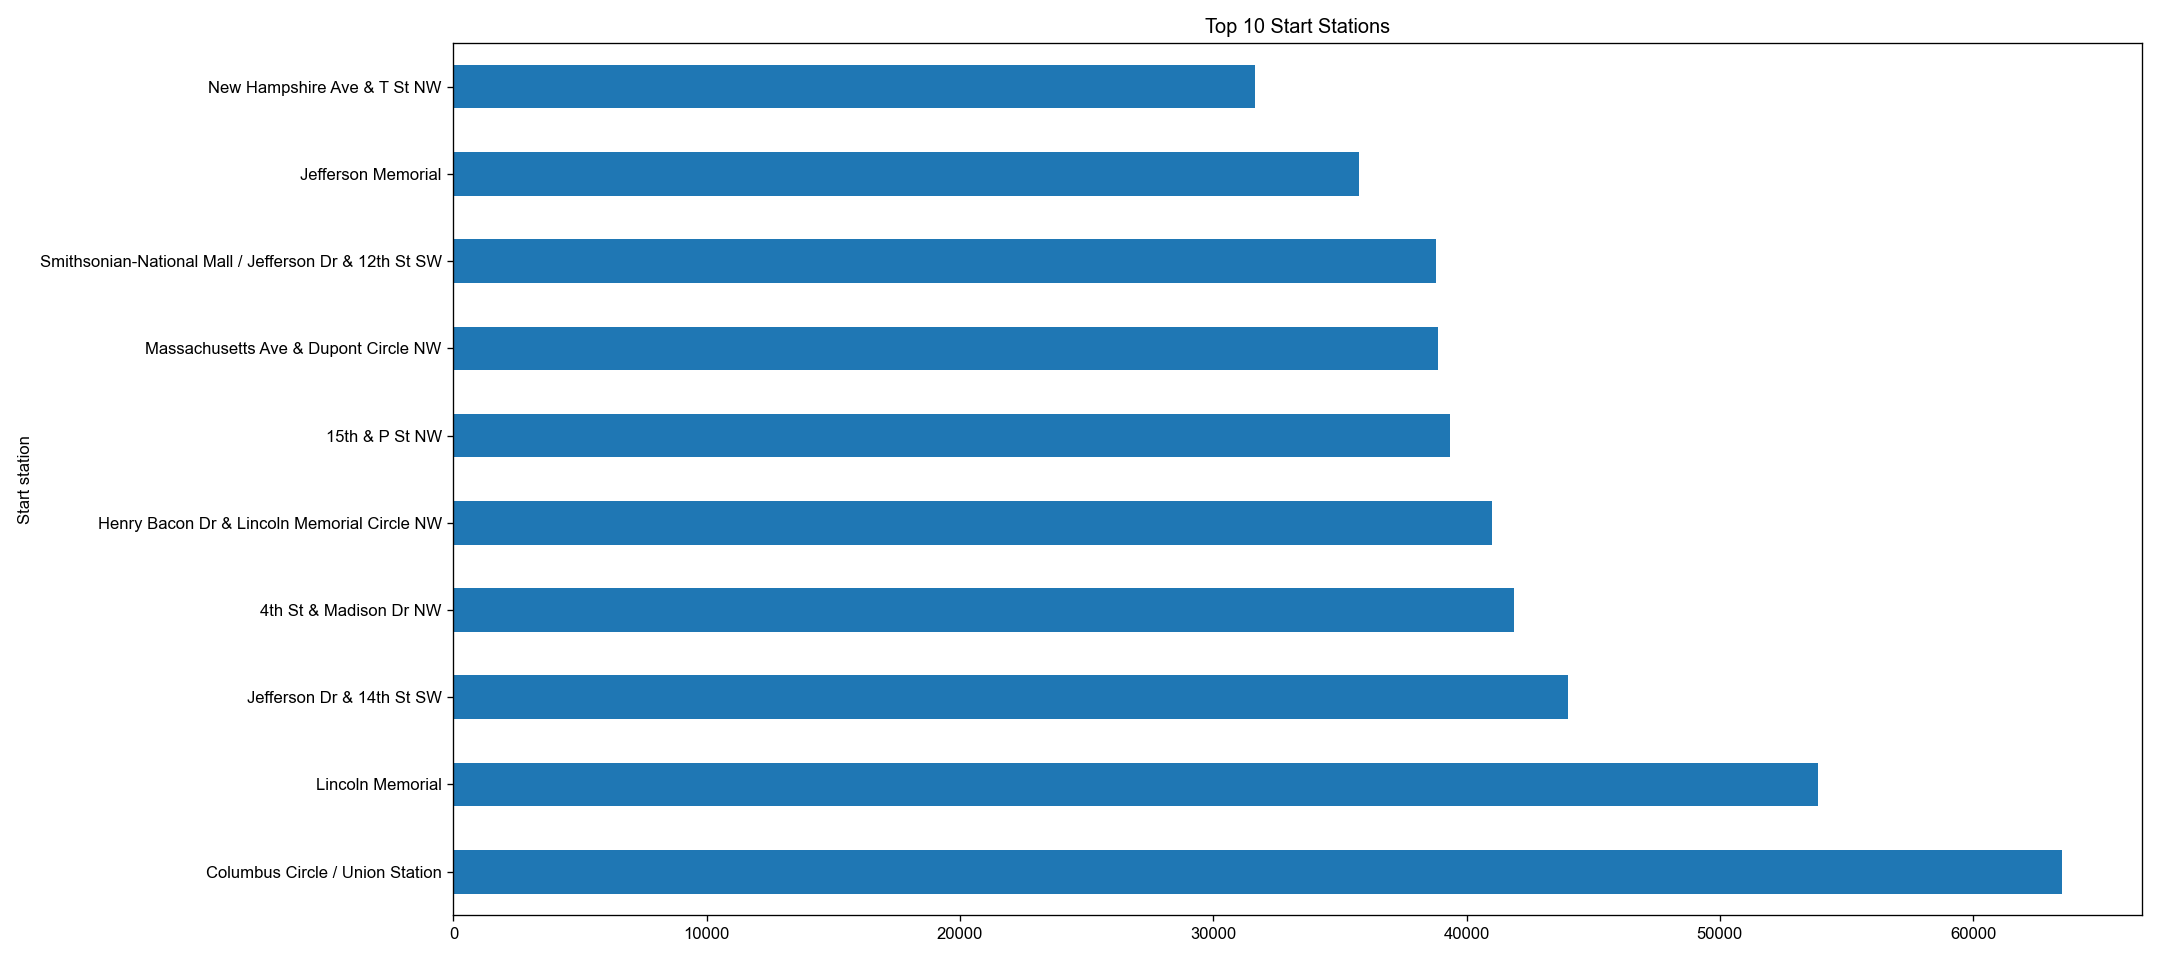 Top 10 Start Stations
Start station
New Hampshire Ave & T St NW
Jefferson Memorial
Smithsonian-National Mall / Jefferson Dr & 12th St SW
Massachusetts Ave & Dupont Circle NW
15th & P St NW
Henry Bacon Dr & Lincoln Memorial Circle NW
4th St & Madison Dr NW
Jefferson Dr & 14th St SW
Lincoln Memorial
Columbus Circle / Union Station
0 10000 20000 30000 40000 50000 60000